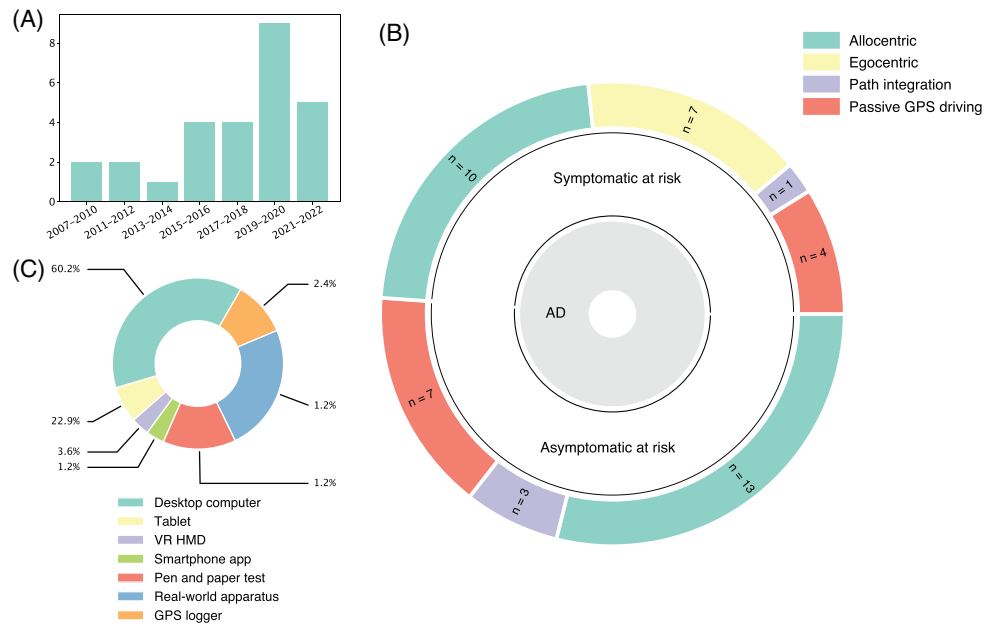 (A)
8
6
4
2
0
2007–2010
2011–2012
2013–2014
2015–2016
2017–2018
2019–2020
2021–2022
(B)
Allocentric
Egocentric
Path integration
Passive GPS driving
n = 10
n = 7
n = 1
n = 4
Symptomatic at risk
AD
Asymptomatic at risk
n = 7
n = 3
n = 13
(C)
60.2%
2.4%
1.2%
22.9%
3.6%
1.2%
1.2%
Desktop computer
Tablet
VR HMD
Smartphone app
Pen and paper test
Real-world apparatus
GPS logger